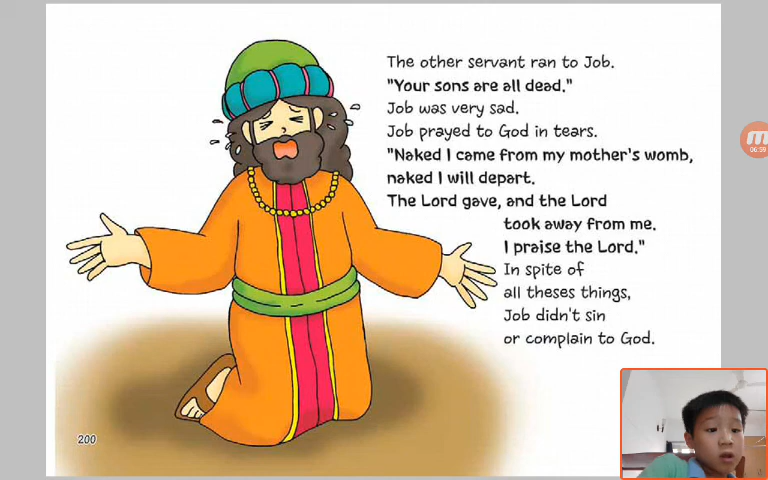 The other servant ran to Job.
"Your sons are all dead."
Job was very sad.
Job prayed to God in tears.
"Naked I came from my mother's womb,
naked I will depart.
The Lord gave, and the Lord
took away from me.
I praise the Lord."
In spite of
all theses things,
Job didn't sin
or complain to God.
200
06:59